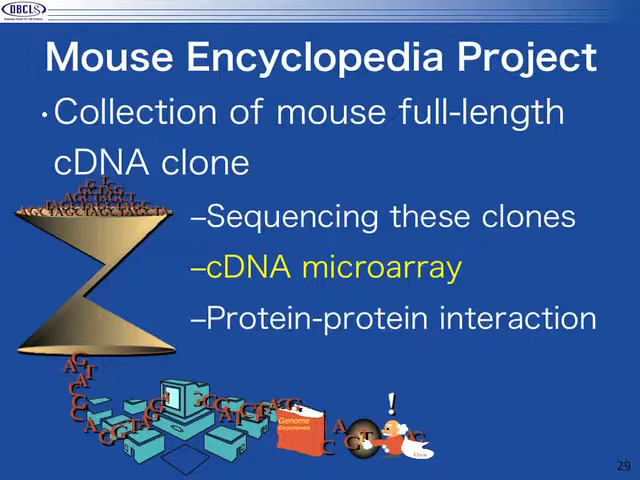 DBCLS
Mouse Encyclopedia Project
・Collection of mouse full-length
cDNA clone
–Sequencing these clones
–cDNA microarray
–Protein-protein interaction
AGCTAGCTAGCTAGCTAGCTA
Genome
Encyclopedia
!
29